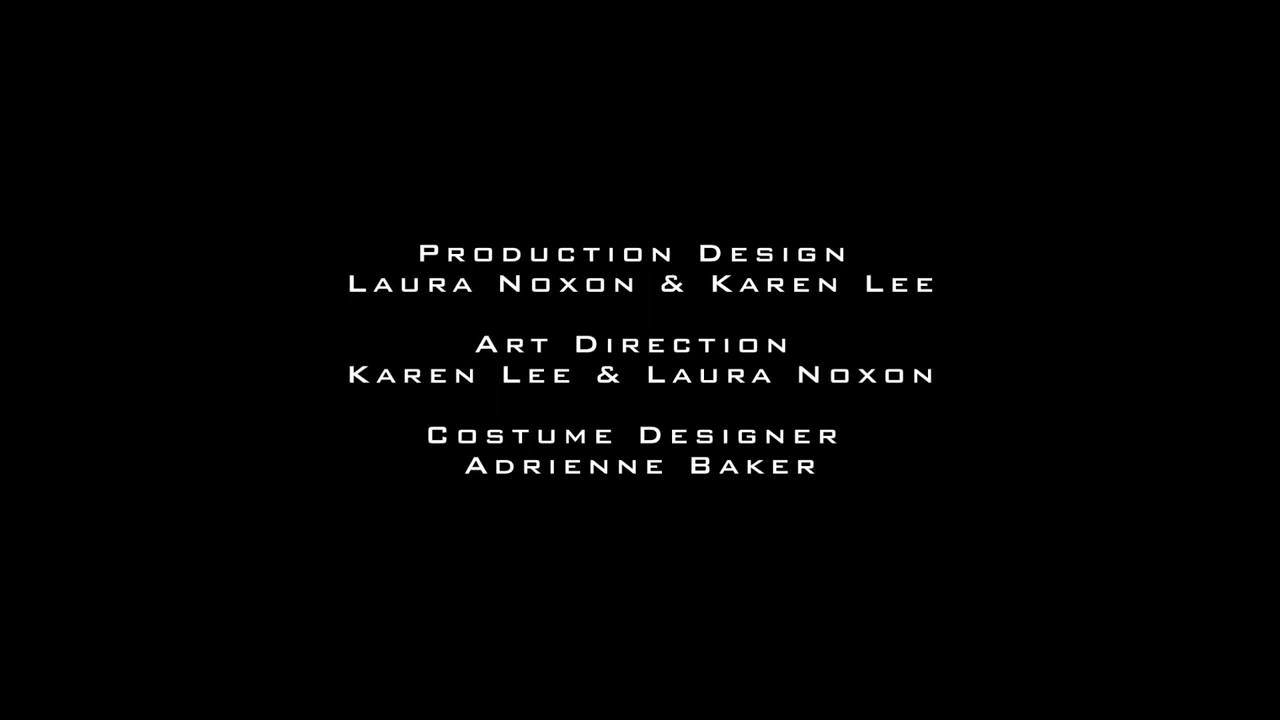 Production Design
Laura Noxon & Karen Lee
Art Direction
Karen Lee & Laura Noxon
Costume Designer
Adrienne Baker